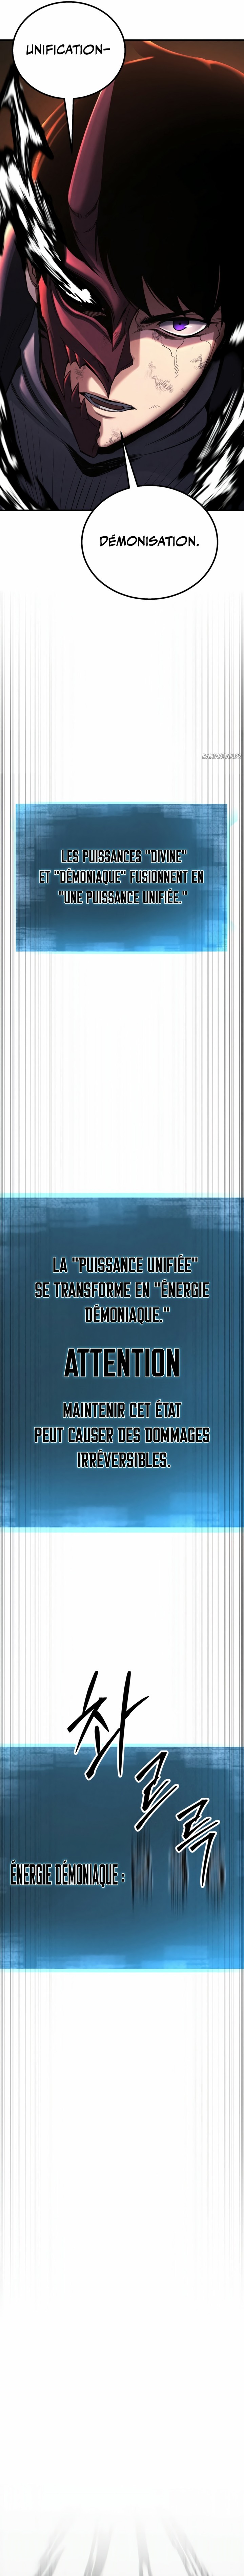 UNIFICATION-
DÉMONISATION.
LES PUISSANCES "DIVINE"
ET "DÉMONIAQUE" FUSIONNENT EN
"UNE PUISSANCE UNIFIÉE."
LA "PUISSANCE UNIFIÉE"
SE TRANSFORME EN "ÉNERGIE
DÉMONIAQUE."
ATTENTION
MAINTENIR CET ÉTAT
PEUT CAUSER DES DOMMAGES
IRRÉVERSIBLES.
촤르륵
ÉNERGIE DÉMONIAQUE :